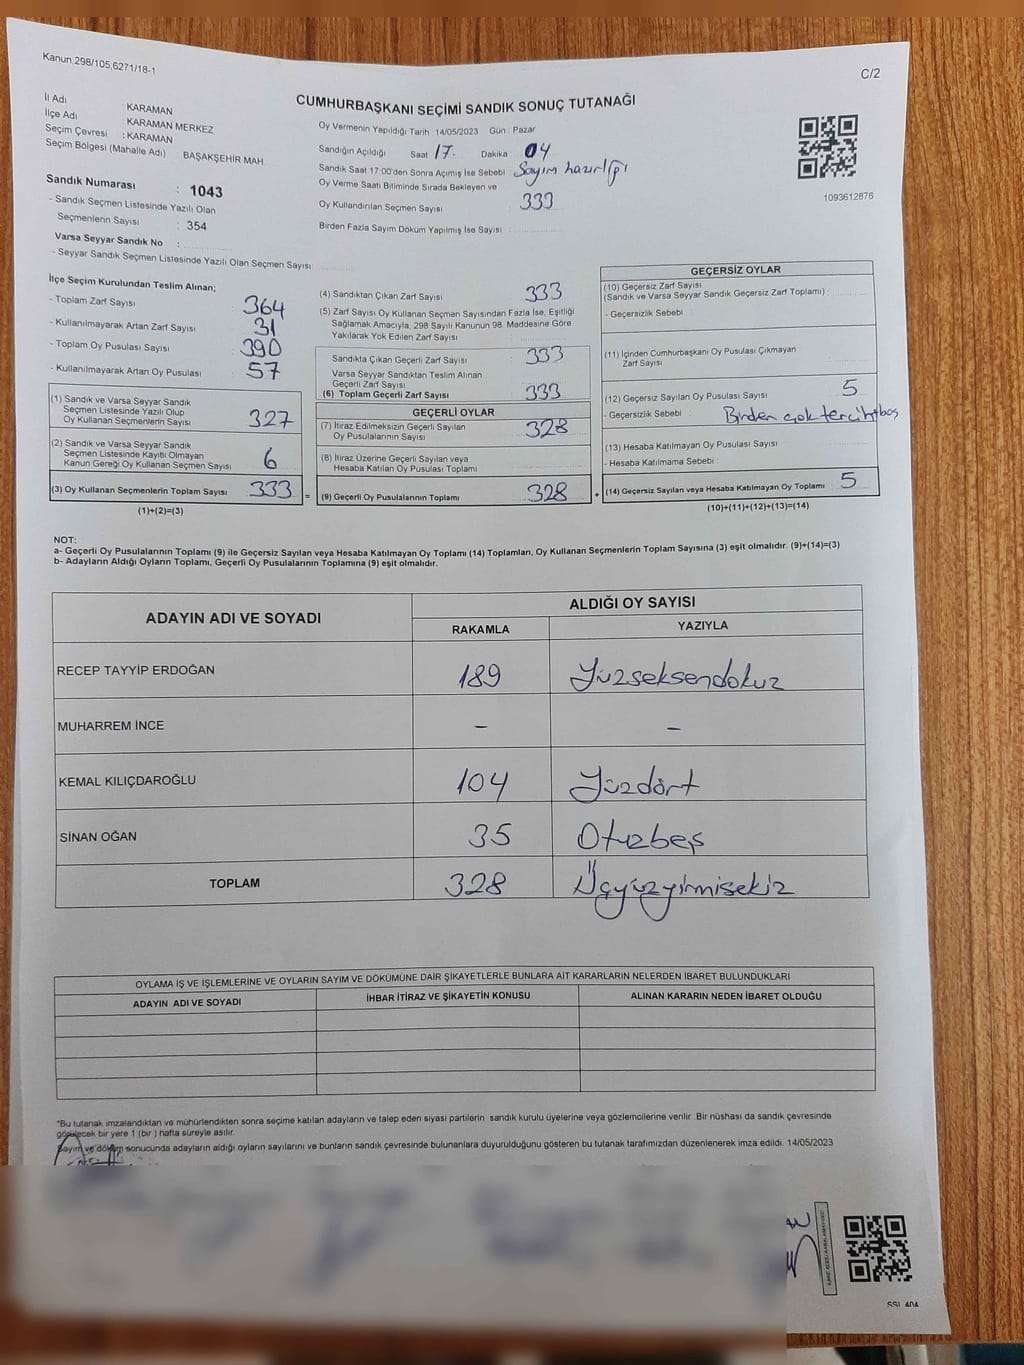 Kanun 298/105,6271/18-1
C/2
CUMHURBAŞKANI SEÇİMİ SANDIK SONUÇ TUTANAĞI
İl Adı : KARAMAN
İlçe Adı : KARAMAN MERKEZ
Seçim Çevresi : KARAMAN
Seçim Bölgesi (Mahalle Adı) BAŞAKŞEHİR MAH
Sandık Numarası : 1043
- Sandık Seçmen Listesinde Yazılı Olan
Seçmenlerin Sayısı : 354
Varsa Seyyar Sandık No :
- Seyyar Sandık Seçmen Listesinde Yazılı Olan Seçmen Sayısı:
Oy Vermenin Yapıldığı Tarih : 14/05/2023 Gün : Pazar
Sandığın Açıldığı Saat 17. Dakika 04
Sandık Saat 17.00'den Sonra Açımış İse Sebebi : Sayım hazırlığı
Oy Verme Saati Bitiminde Sırada Bekleyen ve
Oy Kullandırılan Seçmen Sayısı : 333
Birden Fazla Sayım Döküm Yapılmış İse Sayısı :
1093612876
İlçe Seçim Kurulundan Teslim Alınan;
- Toplam Zarf Sayısı : 364
- Kullanılmayarak Artan Zarf Sayısı : 31
- Toplam Oy Pusulası Sayısı : 390
- Kullanılmayarak Artan Oy Pusulası : 57
(1) Sandık ve Varsa Seyyar Sandık
Seçmen Listesinde Yazılı Olup
Oy Kullanan Seçmenlerin Sayısı : 327
(2) Sandık ve Varsa Seyyar Sandık
Seçmen Listesinde Kayıtlı Olmayan
Kanun Gereği Oy Kullanan Seçmen Sayısı : 6
(3) Oy Kullanan Seçmenlerin Toplam Sayısı : 333 =
(1)+(2)=(3)
(4) Sandıktan Çıkan Zarf Sayısı : 333
(5) Zarf Sayısı Oy Kullanan Seçmen Sayısından Fazla İse, Eşitliği
Sağlamak Amacıyla, 298 Sayılı Kanunun 98. Maddesine Göre
Yakılarak Yok Edilen Zarf Sayısı :
Sandıkta Çıkan Geçerli Zarf Sayısı : 333
Varsa Seyyar Sandıktan Teslim Alınan
Geçerli Zarf Sayısı :
(6) Toplam Geçerli Zarf Sayısı : 333
GEÇERLİ OYLAR
(7) İtiraz Edilmeksizin Geçerli Sayılan
Oy Pusulalarının Sayısı : 328
(8) İtiraz Üzerine Geçerli Sayılan veya
Hesaba Katılan Oy Pusulası Toplamı :
(9) Geçerli Oy Pusulalarının Toplamı : 328 +
GEÇERSİZ OYLAR
(10) Geçersiz Zarf Sayısı
(Sandık ve Varsa Seyyar Sandık Geçersiz Zarf Toplamı) :
- Geçersizlik Sebebi :
(11) İçinden Cumhurbaşkanı Oy Pusulası Çıkmayan
Zarf Sayısı :
(12) Geçersiz Sayılan Oy Pusulası Sayısı : 5
- Geçersizlik Sebebi : Birden çok tercih
(13) Hesaba Katılmayan Oy Pusulası Sayısı :
- Hesaba Katılmama Sebebi :
(14) Geçersiz Sayılan veya Hesaba Katılmayan Oy Toplamı : 5
(10)+(11)+(12)+(13)=(14)
NOT:
a- Geçerli Oy Pusulalarının Toplamı (9) ile Geçersiz Sayılan veya Hesaba Katılmayan Oy Toplamı (14) Toplamları, Oy Kullanan Seçmenlerin Toplam Sayısına (3) eşit olmalıdır. (9)+(14)=(3)
b- Adayların Aldığı Oyların Toplamı, Geçerli Oy Pusulalarının Toplamına (9) eşit olmalıdır.
ADAYIN ADI VE SOYADI ALDIĞI OY SAYISI
RAKAMLA YAZIYLA
RECEP TAYYİP ERDOĞAN 189 Yüzseksendokuz
MUHARREM İNCE - -
KEMAL KILIÇDAROĞLU 104 Yüzdört
SİNAN OĞAN 35 Otuzbeş
TOPLAM 328 Üçyüzyirmisekiz
OYLAMA İŞ VE İŞLEMLERİNE VE OYLARIN SAYIM VE DÖKÜMÜNE DAİR ŞİKAYETLERLE BUNLARA AİT KARARLARIN NELERDEN İBARET BULUNDUKLARI
ADAYIN ADI VE SOYADI İHBAR İTİRAZ VE ŞİKAYETİN KONUSU ALINAN KARARIN NEDEN İBARET OLDUĞU
*Bu tutanak imzalandıktan ve mühürlendikten sonra seçime katılan adayların ve talep eden siyasi partilerin sandık kurulu üyelerine veya gözlemcilerine verilir. Bir nüshası da sandık çevresinde
görülecek bir yere 1 (bir) hafta süreyle asılır.
Sayım ve döküm sonucunda adayların aldığı oyların sayılarını ve bunların sandık çevresinde bulunanlara duyurulduğunu gösteren bu tutanak tarafımızdan düzenlenerek imza edildi. 14/05/2023